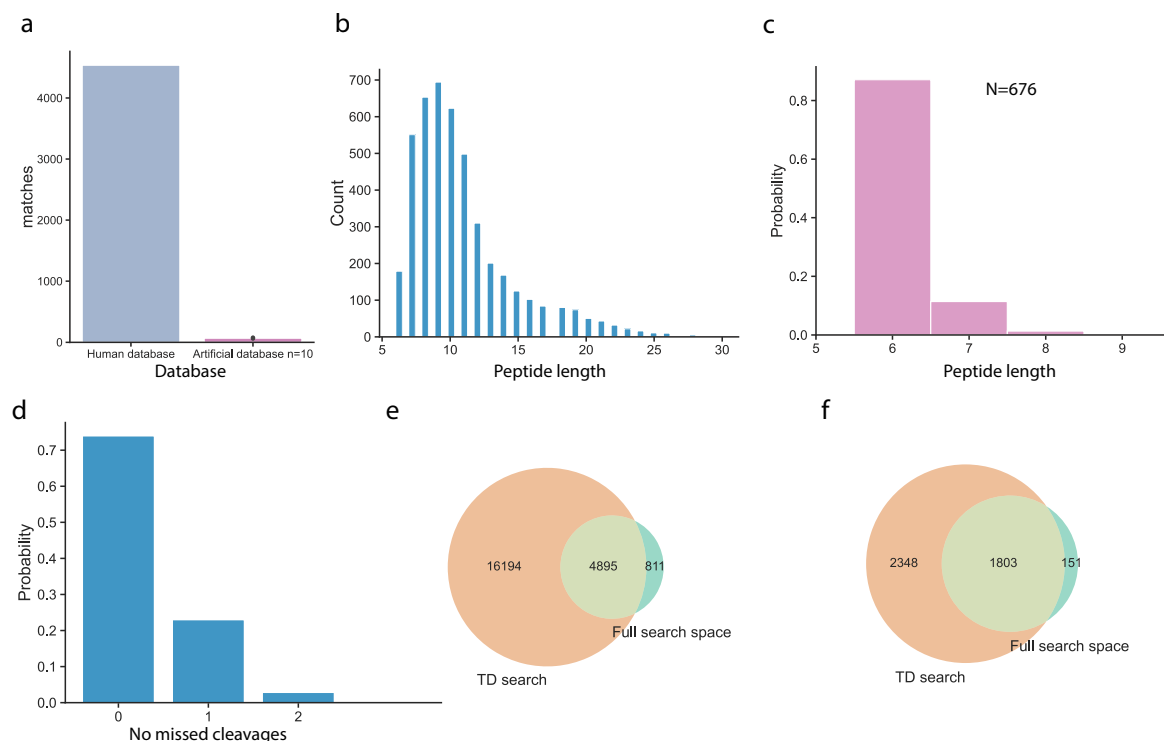 a
matches
4000
3000
2000
1000
0
Human database
Artificial database n=10
Database
b
Count
700
600
500
400
300
200
100
0
5
10
15
20
25
30
Peptide length
c
N=676
Probability
0.8
0.6
0.4
0.2
0.0
5
6
7
8
9
Peptide length
d
Probability
0.7
0.6
0.5
0.4
0.3
0.2
0.1
0.0
0
1
2
No missed cleavages
e
16194
4895
811
Full search space
TD search
f
2348
1803
151
Full search space
TD search